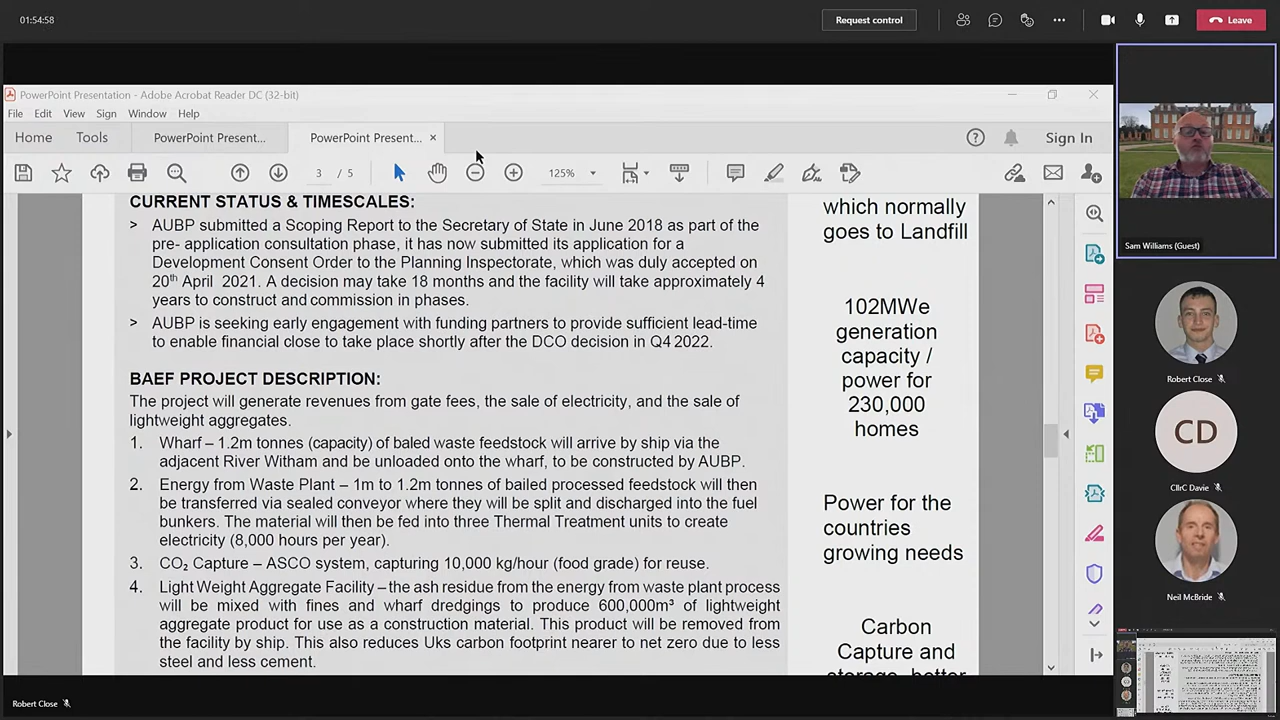 01:54:58
Request control
Leave
PowerPoint Presentation - Adobe Acrobat Reader DC (32-bit)
File Edit View Sign Window Help
Home Tools PowerPoint Present... PowerPoint Present... × Sign In
3 / 5 125%
CURRENT STATUS & TIMESCALES:
> AUBP submitted a Scoping Report to the Secretary of State in June 2018 as part of the
pre- application consultation phase, it has now submitted its application for a
Development Consent Order to the Planning Inspectorate, which was duly accepted on
20th April 2021. A decision may take 18 months and the facility will take approximately 4
years to construct and commission in phases.
> AUBP is seeking early engagement with funding partners to provide sufficient lead-time
to enable financial close to take place shortly after the DCO decision in Q4 2022.
BAEF PROJECT DESCRIPTION:
The project will generate revenues from gate fees, the sale of electricity, and the sale of
lightweight aggregates.
1. Wharf – 1.2m tonnes (capacity) of baled waste feedstock will arrive by ship via the
adjacent River Witham and be unloaded onto the wharf, to be constructed by AUBP.
2. Energy from Waste Plant – 1m to 1.2m tonnes of bailed processed feedstock will then
be transferred via sealed conveyor where they will be split and discharged into the fuel
bunkers. The material will then be fed into three Thermal Treatment units to create
electricity (8,000 hours per year).
3. CO₂ Capture – ASCO system, capturing 10,000 kg/hour (food grade) for reuse.
4. Light Weight Aggregate Facility – the ash residue from the energy from waste plant process
will be mixed with fines and wharf dredgings to produce 600,000m³ of lightweight
aggregate product for use as a construction material. This product will be removed from
the facility by ship. This also reduces carbon footprint nearer to net zero due to less
steel and less cement.
which normally
goes to Landfill
102MWe
generation
capacity /
power for
230,000
homes
Power for the
countries
growing needs
Carbon
Capture and
storage, better
Sam Williams (Guest)
Robert Close
CD
CllrC Davie
Neil McBride
Robert Close